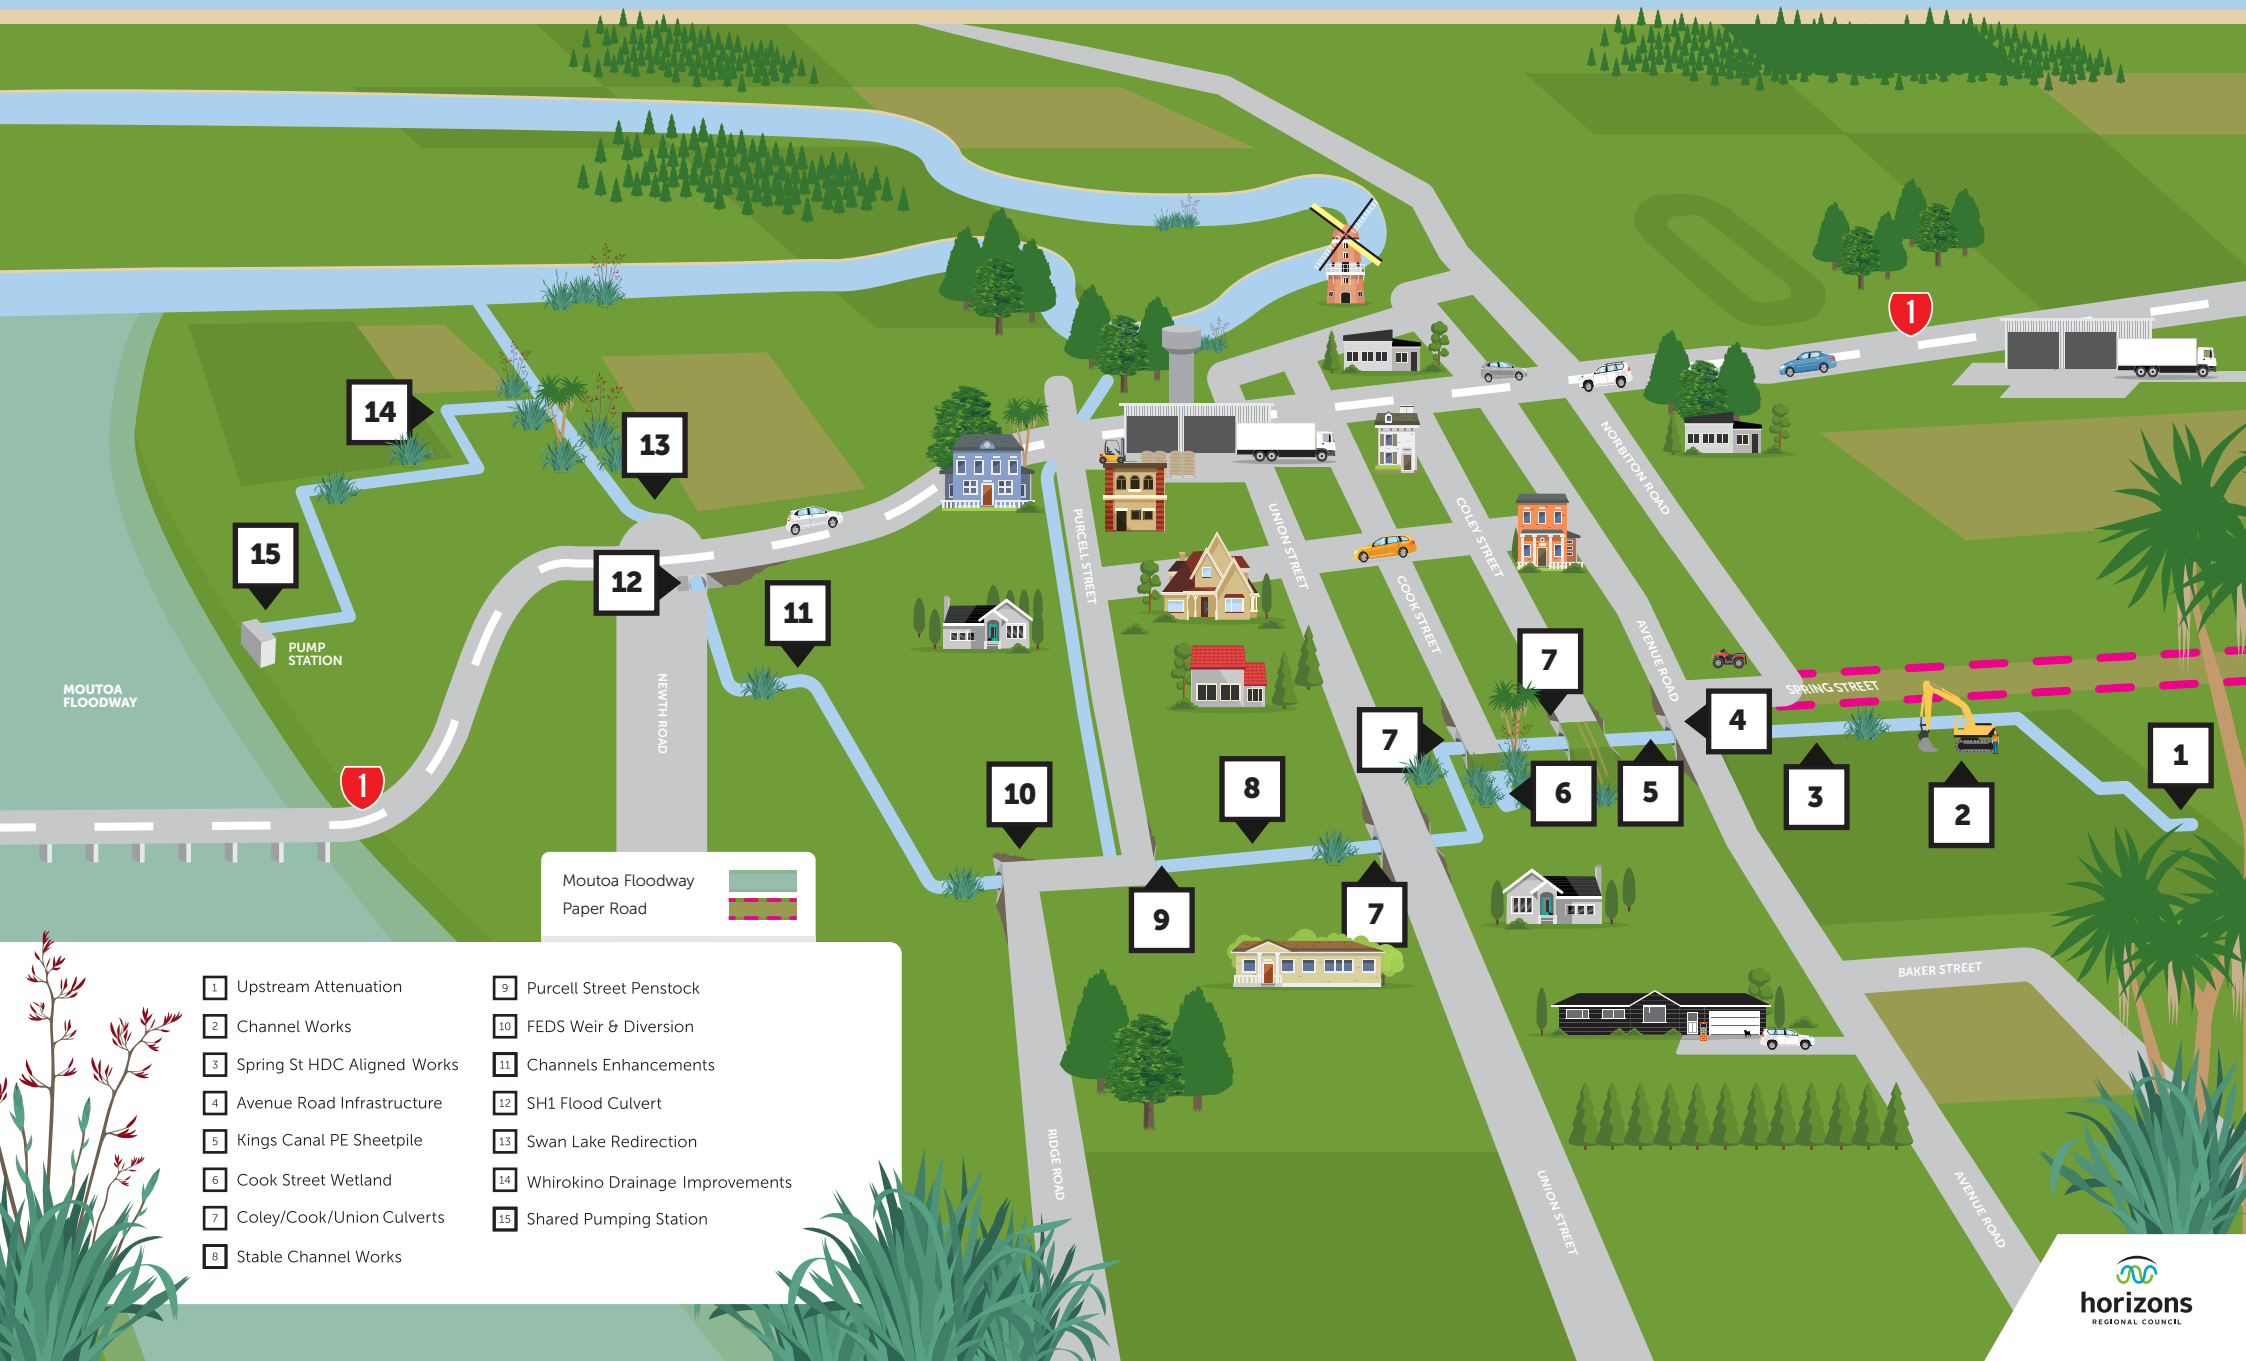 1
14
13
15
12
11
PUMP
STATION
MOUTOA
FLOODWAY
NEWTH ROAD
1
PURCELL STREET
UNION STREET
COOK STREET
COLEY STREET
NORBITON ROAD
AVENUE ROAD
SPRING STREET
7
7
4
1
10
8
6
5
3
2
9
7
BAKER STREET
RIDGE ROAD
UNION STREET
AVENUE ROAD
Moutoa Floodway
Paper Road
1 Upstream Attenuation
2 Channel Works
3 Spring St HDC Aligned Works
4 Avenue Road Infrastructure
5 Kings Canal PE Sheetpile
6 Cook Street Wetland
7 Coley/Cook/Union Culverts
8 Stable Channel Works
9 Purcell Street Penstock
10 FEDS Weir & Diversion
11 Channels Enhancements
12 SH1 Flood Culvert
13 Swan Lake Redirection
14 Whirokino Drainage Improvements
15 Shared Pumping Station
horizons
REGIONAL COUNCIL